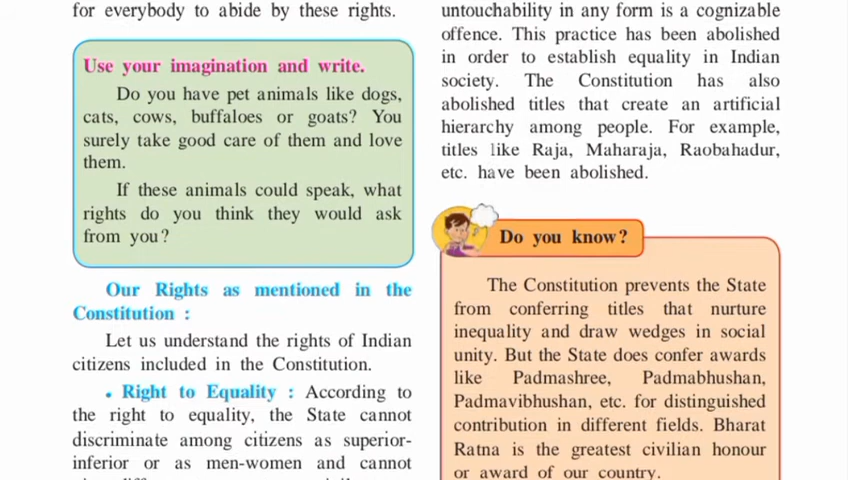 for everybody to abide by these rights.
Use your imagination and write.
Do you have pet animals like dogs,
cats, cows, buffaloes or goats? You
surely take good care of them and love
them.
If these animals could speak, what
rights do you think they would ask
from you?
Our Rights as mentioned in the
Constitution :
Let us understand the rights of Indian
citizens included in the Constitution.
• Right to Equality : According to
the right to equality, the State cannot
discriminate among citizens as superior-
inferior or as men-women and cannot
untouchability in any form is a cognizable
offence. This practice has been abolished
in order to establish equality in Indian
society. The Constitution has also
abolished titles that create an artificial
hierarchy among people. For example,
titles like Raja, Maharaja, Raobahadur,
etc. have been abolished.
Do you know?
The Constitution prevents the State
from conferring titles that nurture
inequality and draw wedges in social
unity. But the State does confer awards
like Padmashree, Padmabhushan,
Padmavibhushan, etc. for distinguished
contribution in different fields. Bharat
Ratna is the greatest civilian honour
or award of our country.